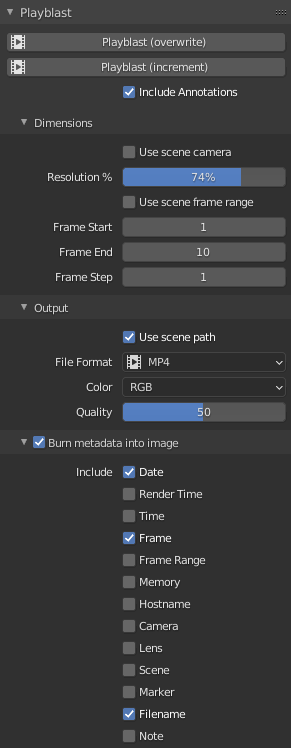 Playblast
Playblast (overwrite)
Playblast (increment)
Include Annotations
Dimensions
Use scene camera
Resolution % 74%
Use scene frame range
Frame Start 1
Frame End 10
Frame Step 1
Output
Use scene path
File Format MP4
Color RGB
Quality 50
Burn metadata into image
Include Date
Render Time
Time
Frame
Frame Range
Memory
Hostname
Camera
Lens
Scene
Marker
Filename
Note